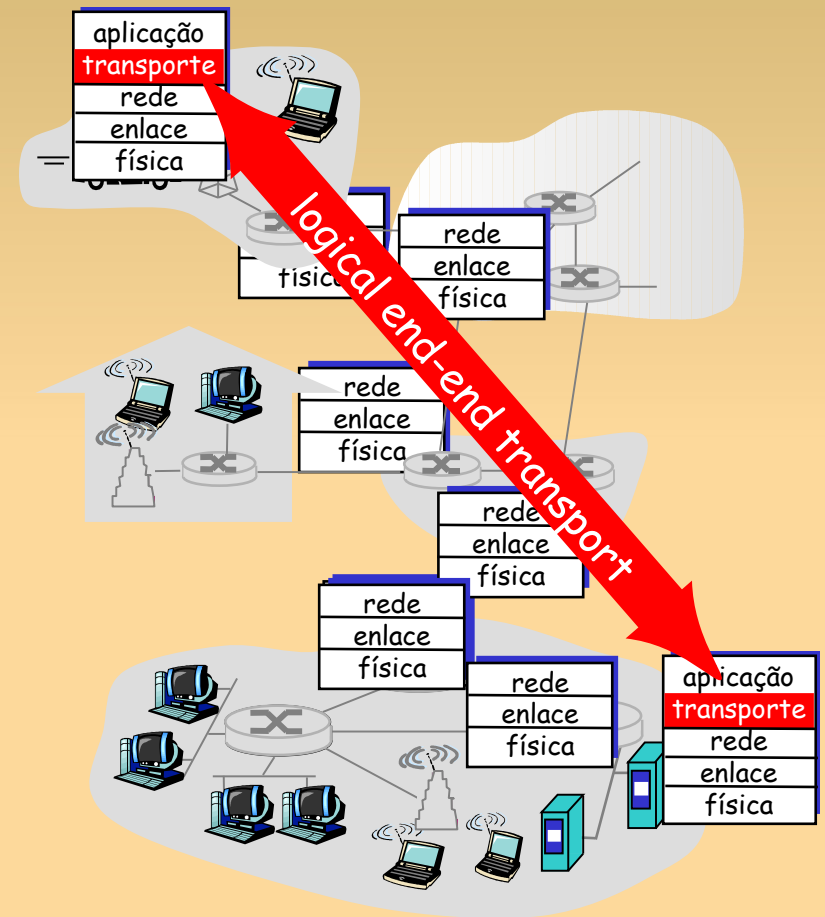 aplicação
transporte
rede
enlace
física
física
rede
enlace
física
logical end-end transport
rede
enlace
física
rede
enlace
física
rede
enlace
física
rede
enlace
física
aplicação
transporte
rede
enlace
física